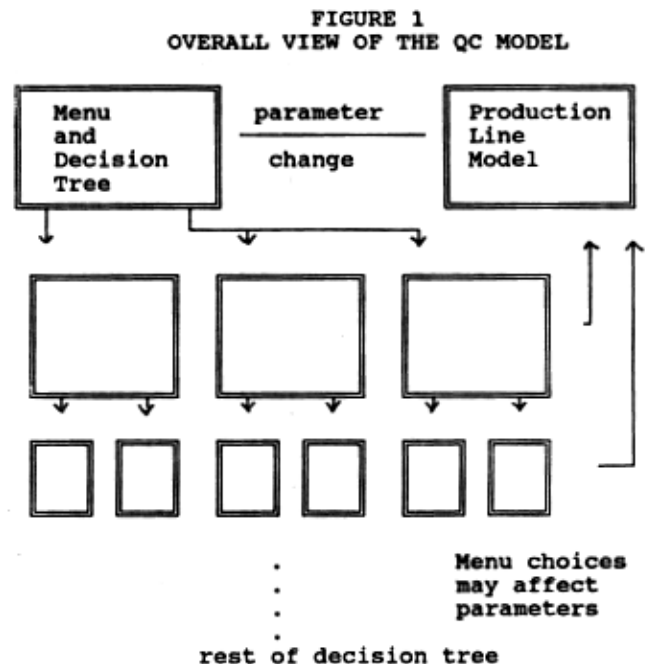 FIGURE 1
OVERALL VIEW OF THE QC MODEL
Menu
and
Decision
Tree
parameter
change
Production
Line
Model
Menu choices
may affect
parameters
rest of decision tree